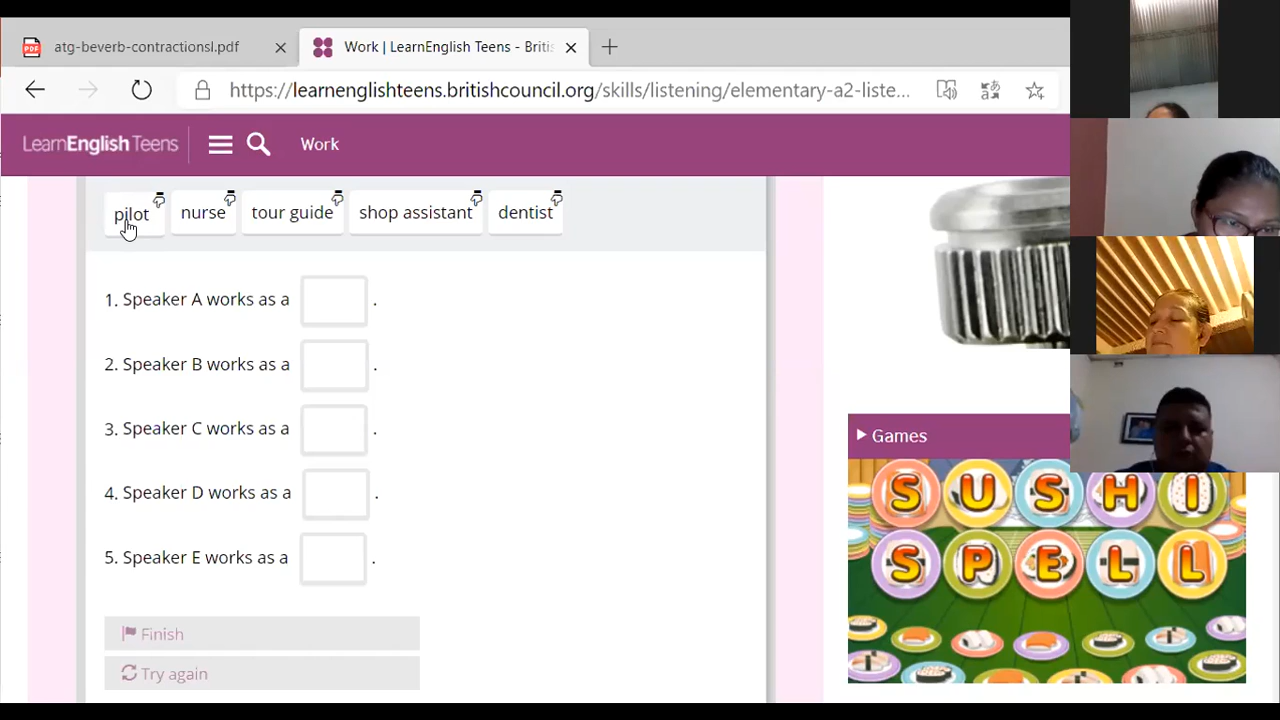 atg-beverb-contractionsl.pdf
Work | LearnEnglish Teens - Briti
https://learnenglishteens.britishcouncil.org/skills/listening/elementary-a2-liste...
LearnEnglish Teens
Work
pilot
nurse
tour guide
shop assistant
dentist
1. Speaker A works as a .
2. Speaker B works as a .
3. Speaker C works as a .
4. Speaker D works as a .
5. Speaker E works as a .
Finish
Try again
Games
SUSHI
SPELL